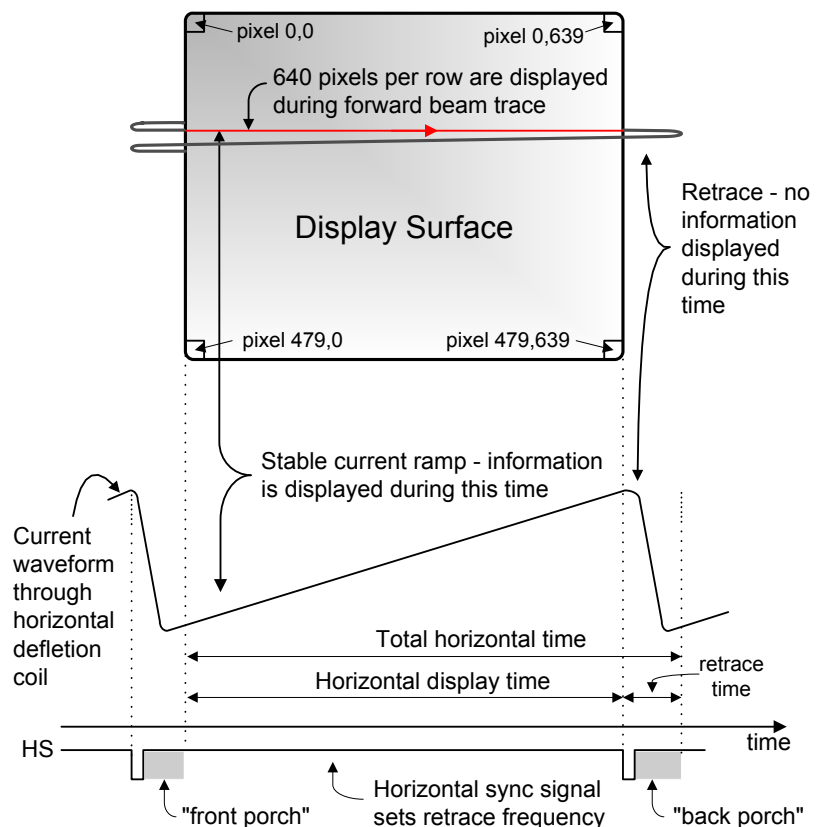 pixel 0,0
pixel 0,639
640 pixels per row are displayed
during forward beam trace
Display Surface
Retrace - no
information
displayed
during this
time
pixel 479,0
pixel 479,639
Stable current ramp - information
is displayed during this time
Current
waveform
through
horizontal
defletion
coil
Total horizontal time
Horizontal display time
retrace
time
time
HS
"front porch"
Horizontal sync signal
sets retrace frequency
"back porch"